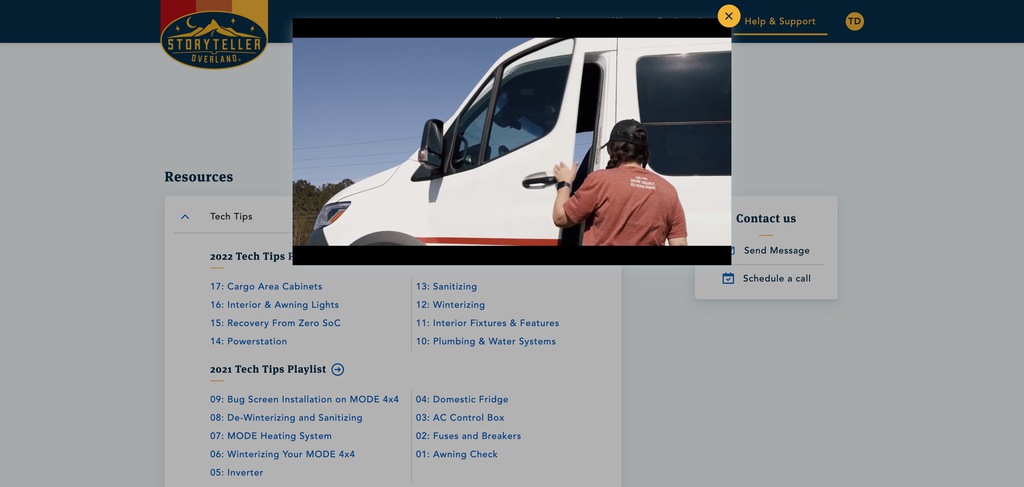 STORYTELLER
OVERLAND
Help & Support
TD
Resources
Tech Tips
2022 Tech Tips
17: Cargo Area Cabinets
16: Interior & Awning Lights
15: Recovery From Zero SoC
14: Powerstation
13: Sanitizing
12: Winterizing
11: Interior Fixtures & Features
10: Plumbing & Water Systems
2021 Tech Tips Playlist
09: Bug Screen Installation on MODE 4x4
08: De-Winterizing and Sanitizing
07: MODE Heating System
06: Winterizing Your MODE 4x4
05: Inverter
04: Domestic Fridge
03: AC Control Box
02: Fuses and Breakers
01: Awning Check
Contact us
Send Message
Schedule a call